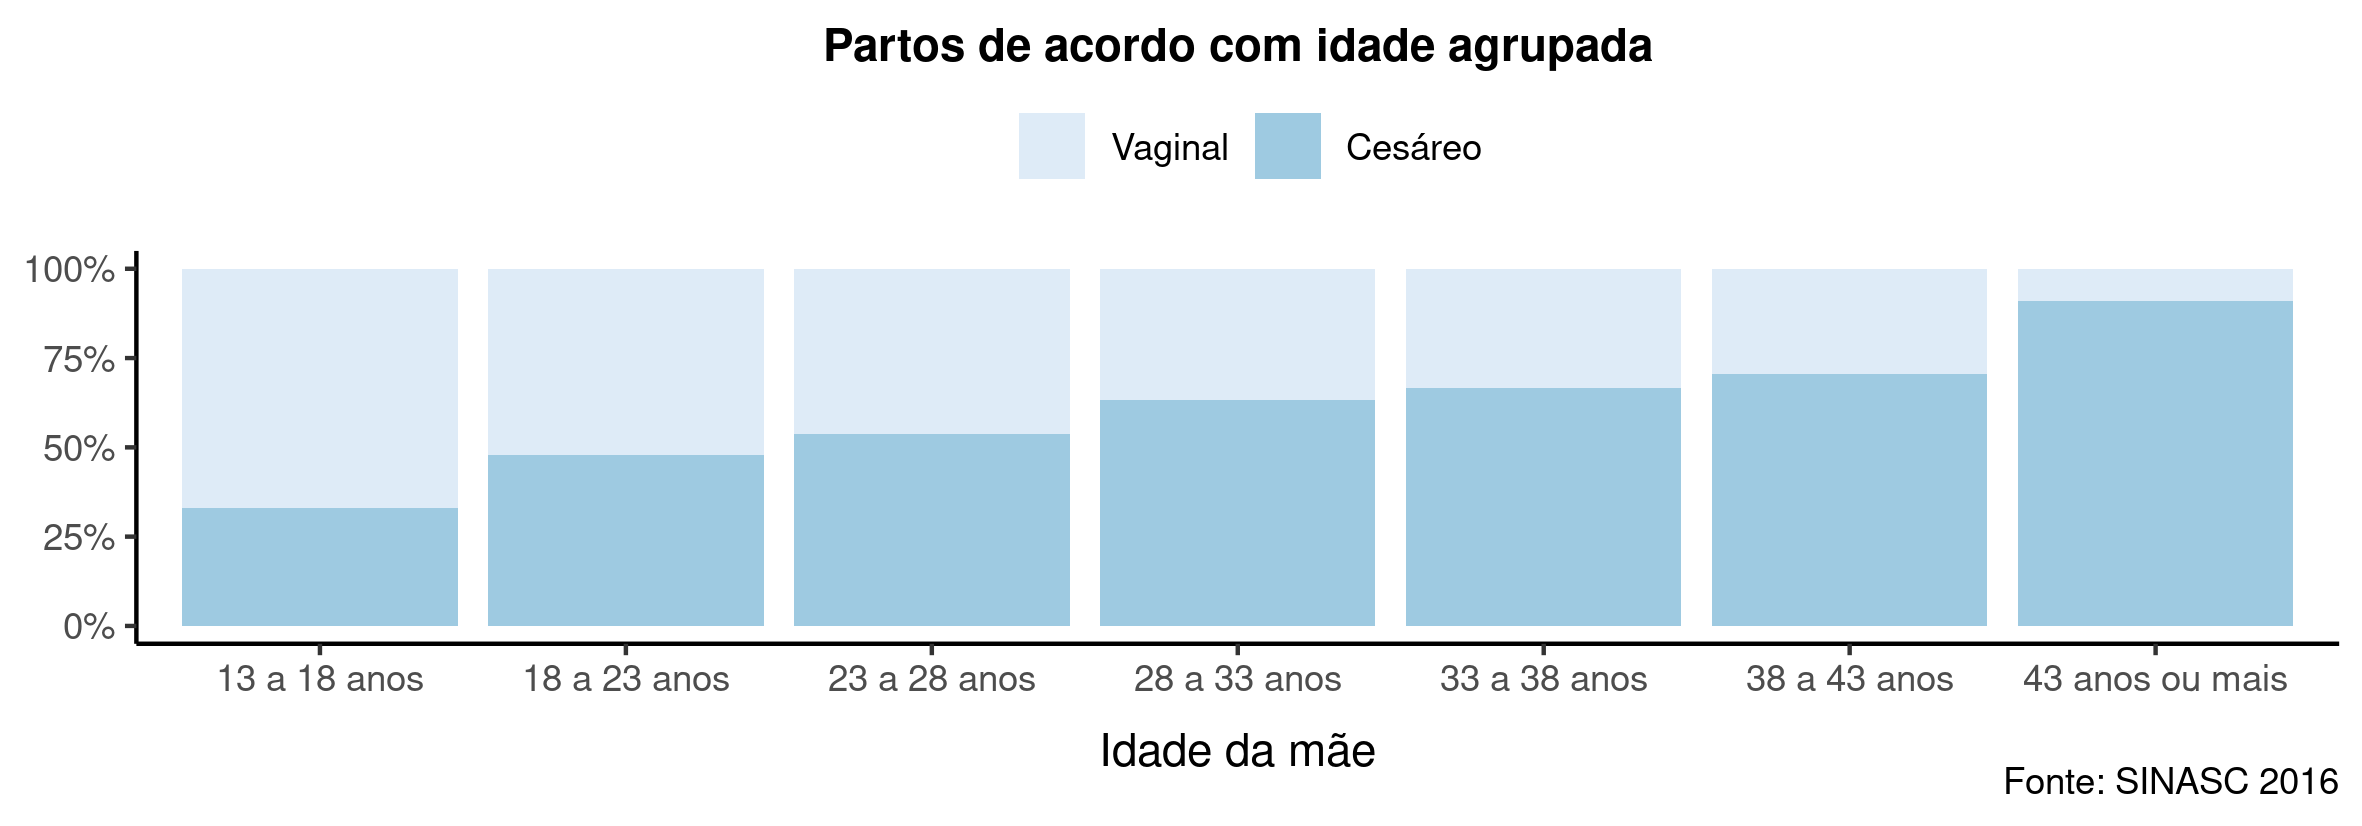 Partos de acordo com idade agrupada
Vaginal Cesáreo
100%
75%
50%
25%
0%
13 a 18 anos 18 a 23 anos 23 a 28 anos 28 a 33 anos 33 a 38 anos 38 a 43 anos 43 anos ou mais
Idade da mãe
Fonte: SINASC 2016